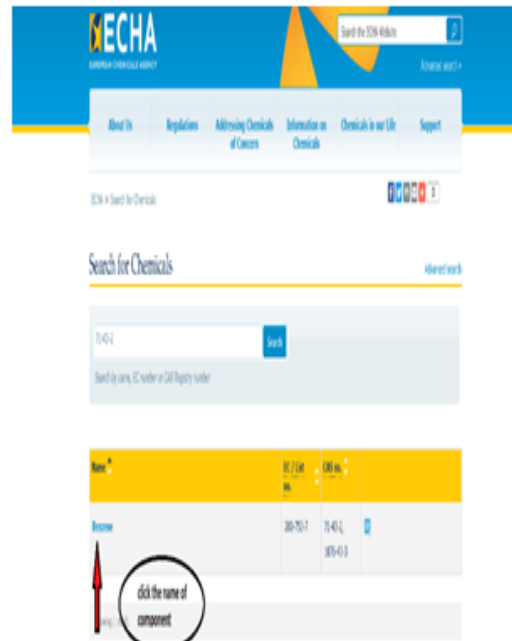 ECHA
EUROPEAN CHEMICALS AGENCY
Search the ECHA Website
Advanced search »
About Us
Regulations
Addressing Chemicals
of Concern
Information on
Chemicals
Chemicals in our Life
Support
ECHA > Search for Chemicals
Search for Chemicals
Advanced search
71-43-2
Search
Search by name, EC number or CAS Registry number
Name
EC / List
no.
CAS no.
Benzene
200-753-7
71-43-2,
1076-43-3
click the name of
component